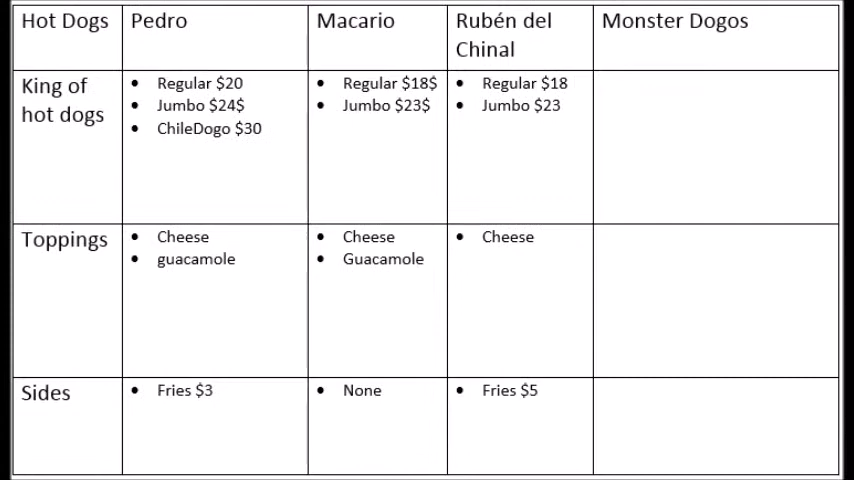 Hot Dogs Pedro Macario Rubén del Chinal Monster Dogos
King of hot dogs
• Regular $20
• Jumbo $24$
• ChileDogo $30
• Regular $18$
• Jumbo $23$
• Regular $18
• Jumbo $23
Toppings
• Cheese
• guacamole
• Cheese
• Guacamole
• Cheese
Sides
• Fries $3
• None
• Fries $5